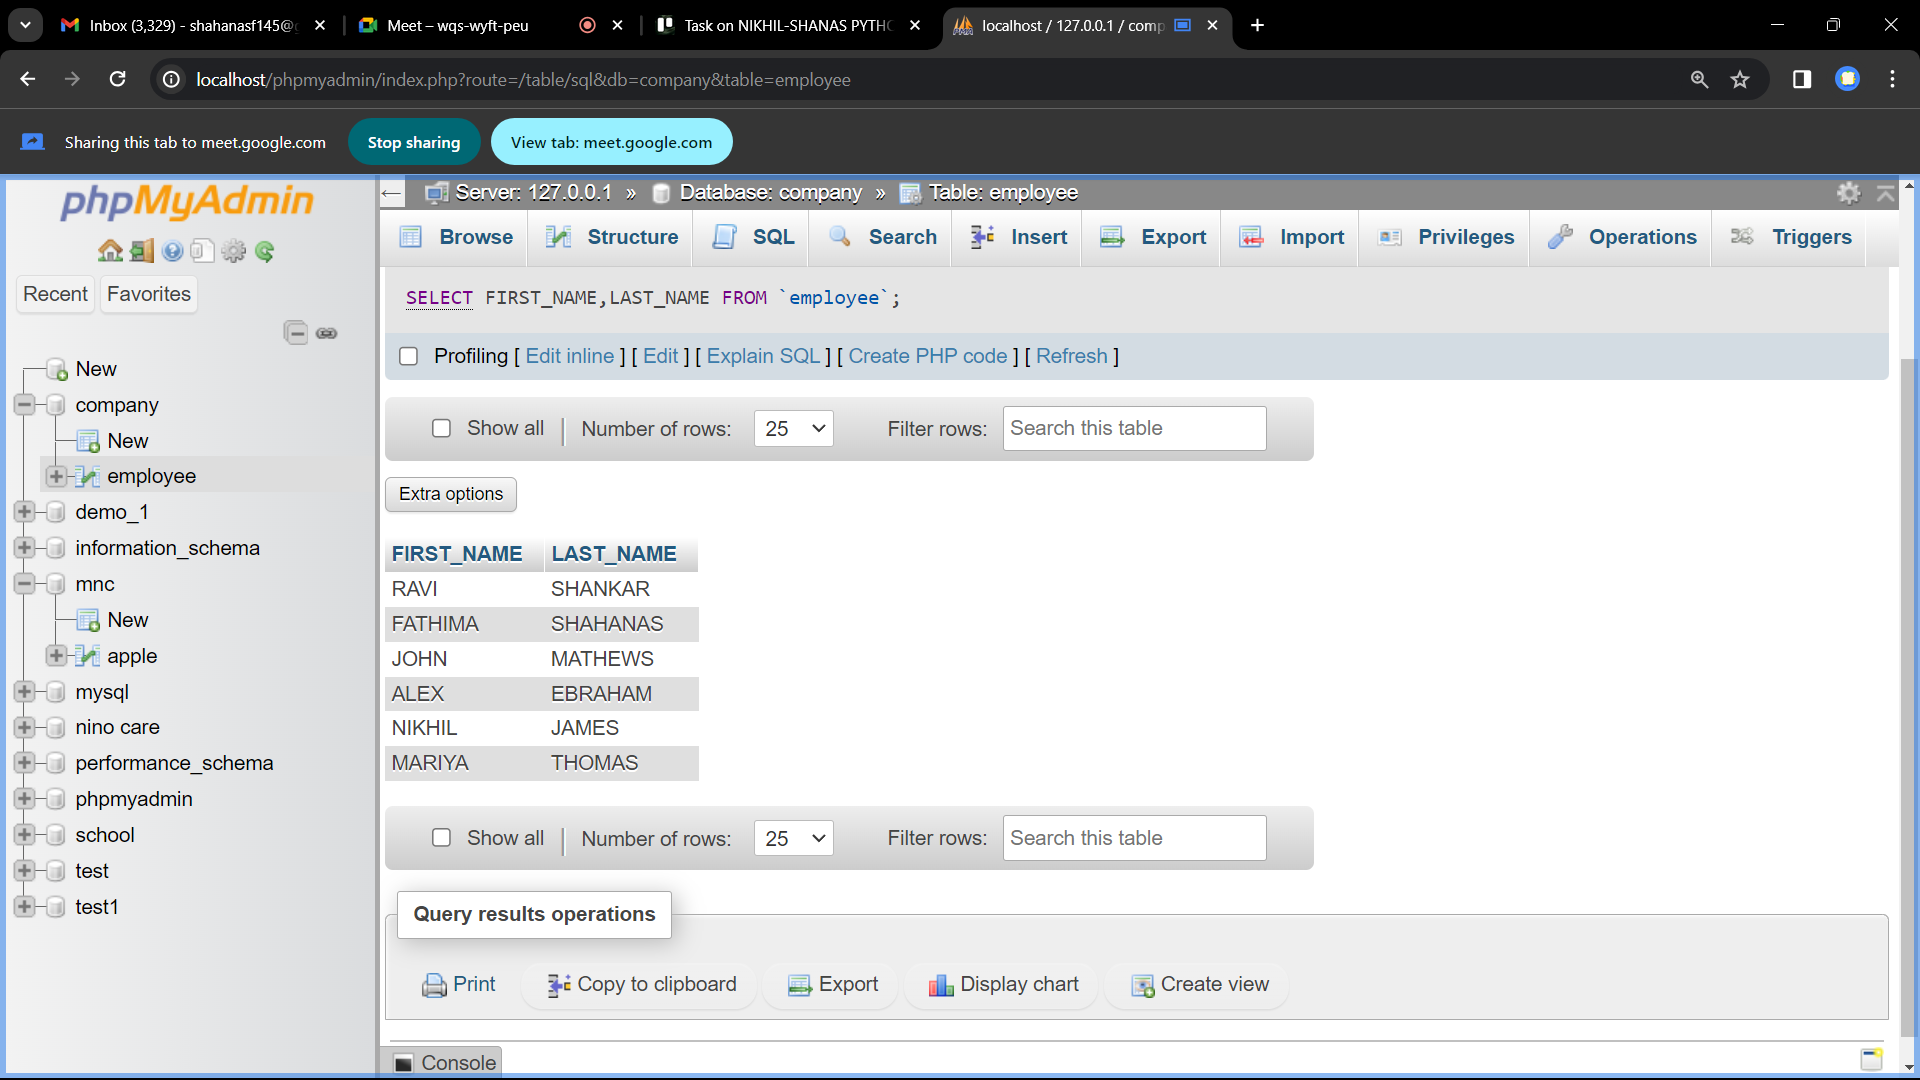 Inbox (3,329) - shahanasf145@g
Meet – wqs-wyft-peu
Task on NIKHIL-SHANAS PYTHC
localhost / 127.0.0.1 / comp
localhost/phpmyadmin/index.php?route=/table/sql&db=company&table=employee
Sharing this tab to meet.google.com
Stop sharing
View tab: meet.google.com
phpMyAdmin
Recent
Favorites
New
company
New
employee
demo_1
information_schema
mnc
New
apple
mysql
nino care
performance_schema
phpmyadmin
school
test
test1
Server: 127.0.0.1 » Database: company » Table: employee
Browse
Structure
SQL
Search
Insert
Export
Import
Privileges
Operations
Triggers
SELECT FIRST_NAME,LAST_NAME FROM `employee`;
Profiling [ Edit inline ] [ Edit ] [ Explain SQL ] [ Create PHP code ] [ Refresh ]
Show all | Number of rows: 25 Filter rows: Search this table
Extra options
FIRST_NAME LAST_NAME
RAVI SHANKAR
FATHIMA SHAHANAS
JOHN MATHEWS
ALEX EBRAHAM
NIKHIL JAMES
MARIYA THOMAS
Show all | Number of rows: 25 Filter rows: Search this table
Query results operations
Print
Copy to clipboard
Export
Display chart
Create view
Console